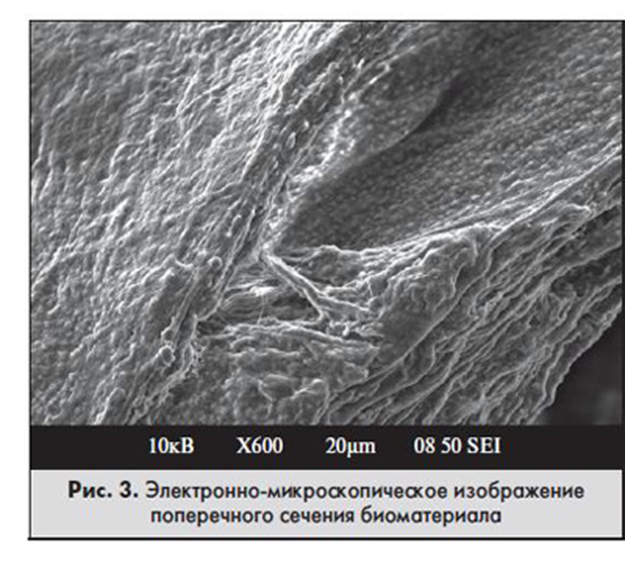 10кВ X600 20μm 08 50 SEI
Рис. 3. Электронно-микроскопическое изображение
поперечного сечения биоматериала